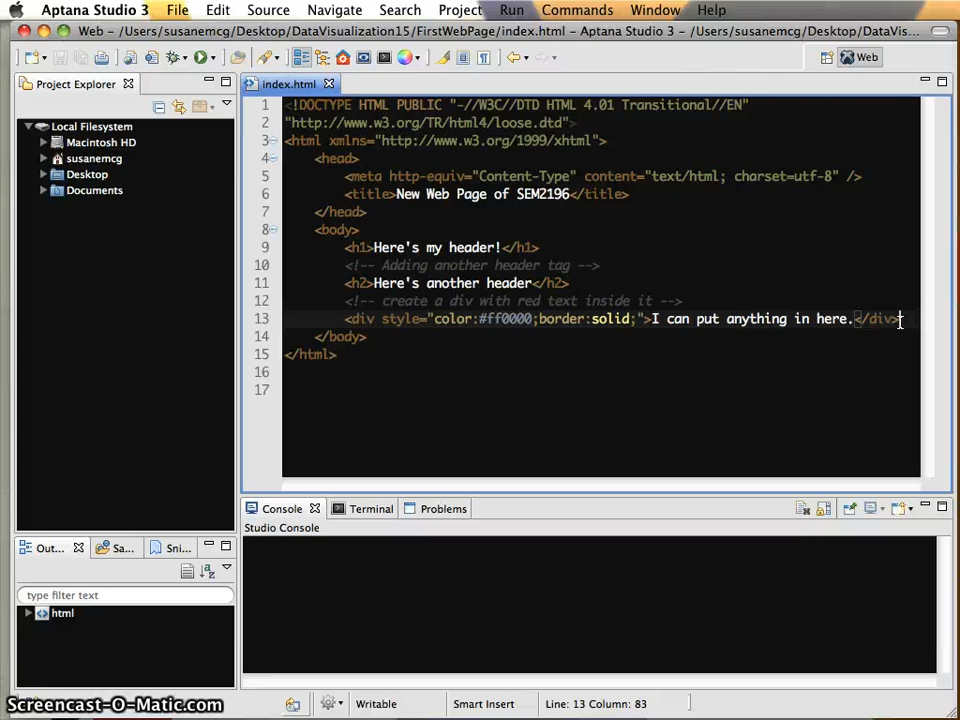 Aptana Studio 3 File Edit Source Navigate Search Project Run Commands Window Help
Web - /Users/susanemcg/Desktop/DataVisualization15/FirstWebPage/index.html - Aptana Studio 3 - /Users/susanemcg/Desktop/DataVis...
Web
Project Explorer
Local Filesystem
Macintosh HD
susanemcg
Desktop
Documents
index.html
1 <!DOCTYPE HTML PUBLIC "-//W3C//DTD HTML 4.01 Transitional//EN"
2 "http://www.w3.org/TR/html4/loose.dtd">
3 <html xmlns="http://www.w3.org/1999/xhtml">
4 <head>
5 <meta http-equiv="Content-Type" content="text/html; charset=utf-8" />
6 <title>New Web Page of SEM2196</title>
7 </head>
8 <body>
9 <h1>Here's my header!</h1>
10 <!-- Adding another header tag -->
11 <h2>Here's another header</h2>
12 <!-- create a div with red text inside it -->
13 <div style="color:#ff0000;border:solid;">I can put anything in here.</div>
14 </body>
15 </html>
16
17
Console Terminal Problems
Studio Console
Out... Sa... Sni...
type filter text
html
Writable Smart Insert Line: 13 Column: 83
Screencast-O-Matic.com